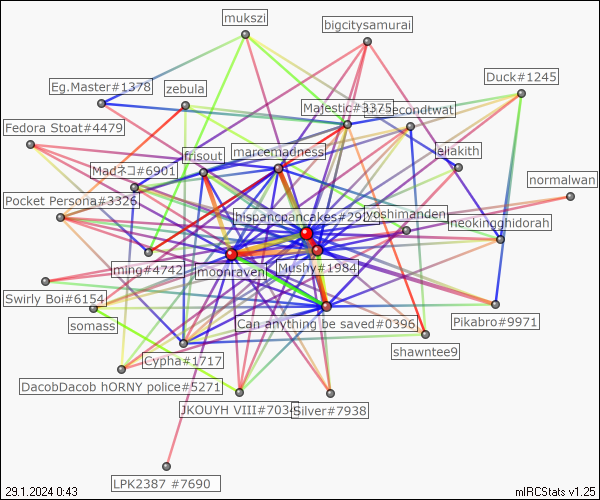 mukszi
bigcitysamurai
Eg.Master#1378
zebula
Duck#1245
Majestic#3375
secondtwat
Fedora Stoat#4479
frisout
marcemadness
allakith
Madネコ#6901
normalwan
Pocket Persona#3326
hispanopancakes#29
yoshimanden
neokingghidorah
ming#4742
moonraven
Mushy#1984
Swirly Boi#6154
somass
Can anything be saved#0396
Pikabro#9971
Cypha#1717
shawntee9
DacobDacob hORNY police#5271
JKOUYH VIII#7034
Silver#7938
LPK2387 #7690
29.1.2024 0:43
mIRCStats v1.25